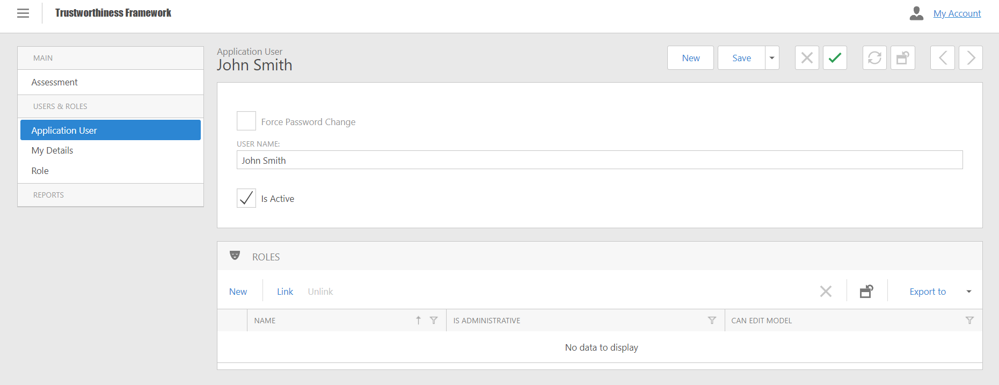 Trustworthiness Framework
My Account
MAIN
Assessment
USERS & ROLES
Application User
My Details
Role
REPORTS
Application User
John Smith
New
Save
Force Password Change
USER NAME:
John Smith
Is Active
ROLES
New
Link
Unlink
Export to
NAME
IS ADMINISTRATIVE
CAN EDIT MODEL
No data to display